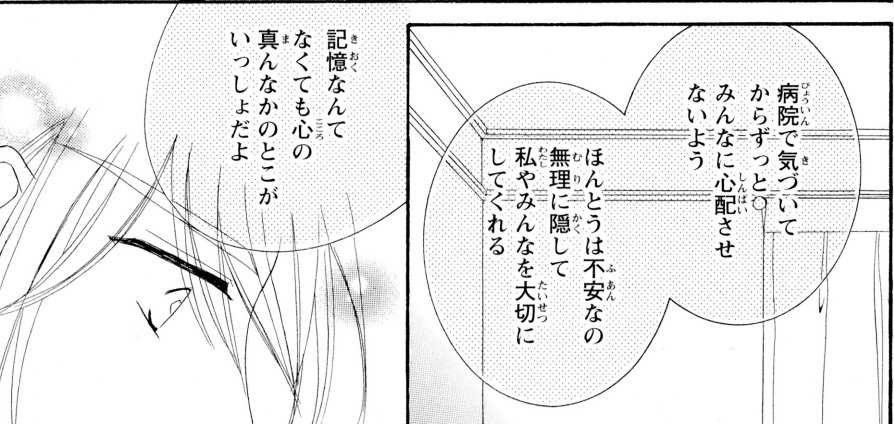 病院で気づいて
からずっと
みんなに心配させ
ないよう
ほんとうは不安なの
無理に隠して
私やみんなを大切に
してくれる
記憶なんて
なくても心の
真んなかのとこが
いっしょだよ